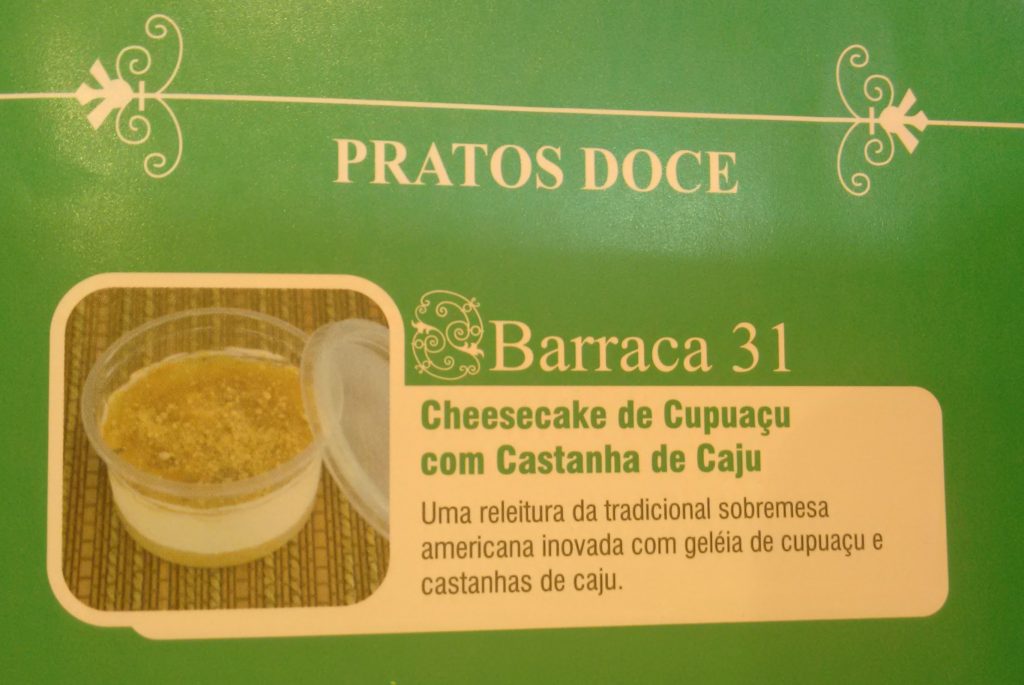 PRATOS DOCE
Barraca 31
Cheesecake de Cupuaçu
com Castanha de Caju
Uma releitura da tradicional sobremesa
americana inovada com geléia de cupuaçu e
castanhas de caju.